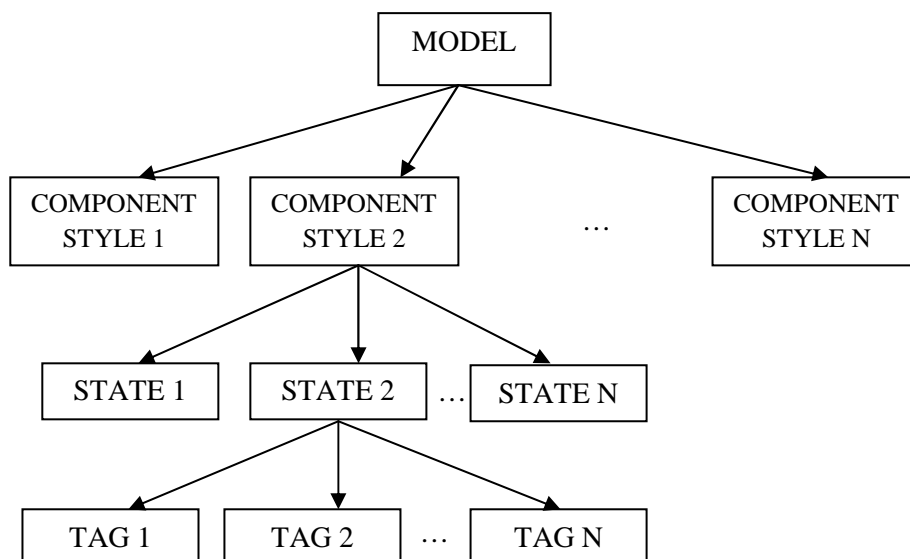 MODEL
COMPONENT
STYLE 1
COMPONENT
STYLE 2
…
COMPONENT
STYLE N
STATE 1
STATE 2
…
STATE N
TAG 1
TAG 2
…
TAG N